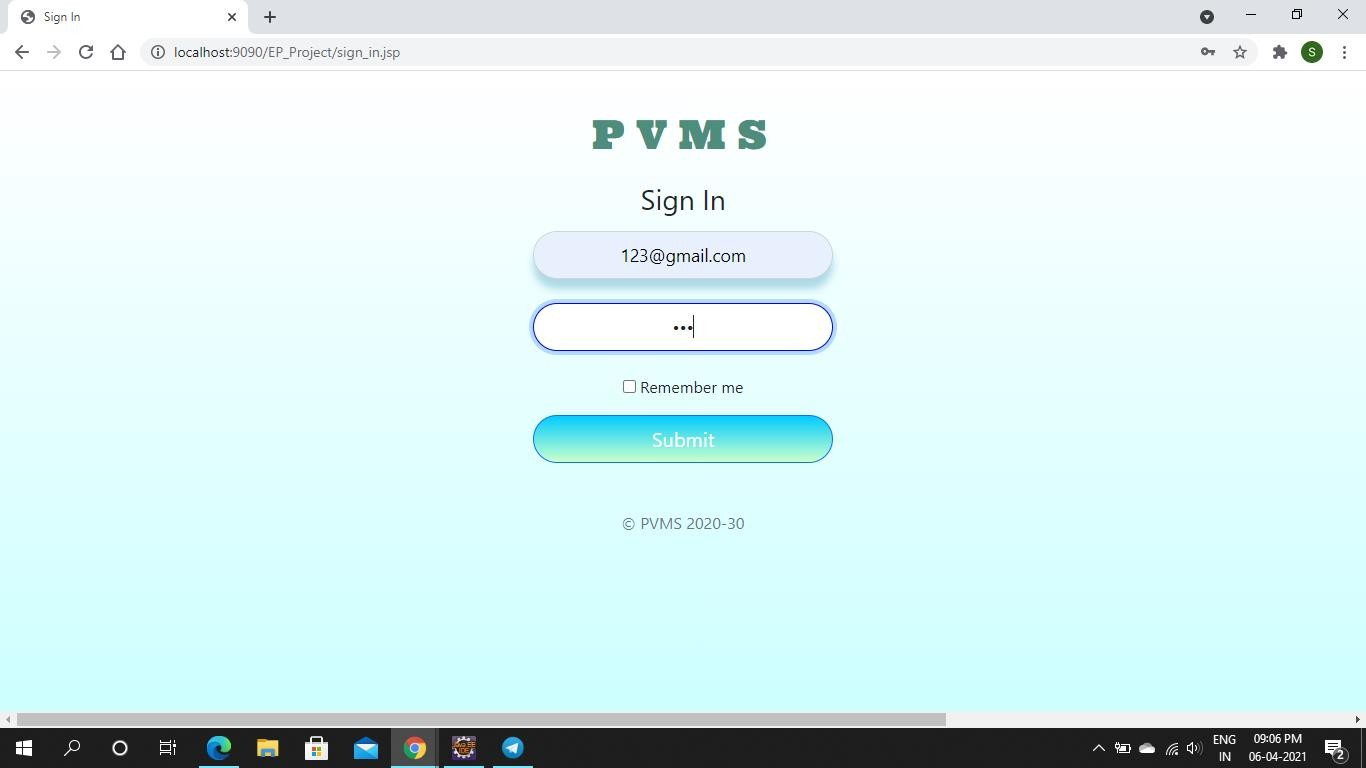 Sign In
localhost:9090/EP_Project/sign_in.jsp
S
P V M S
Sign In
123@gmail.com
•••
Remember me
Submit
© PVMS 2020-30
ENG
IN
09:06 PM
06-04-2021
2